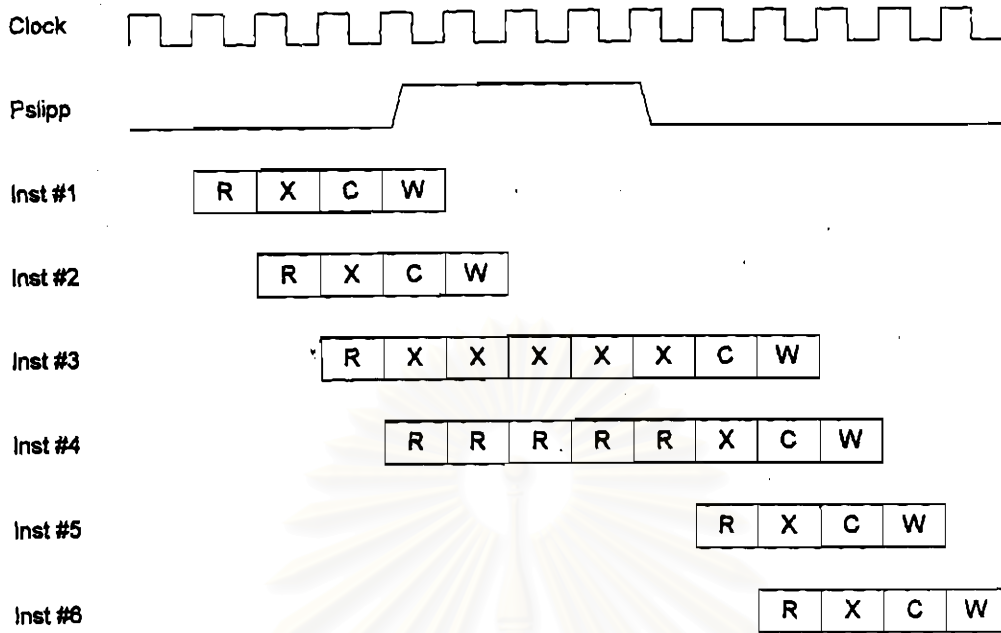 Clock
Pslipp
Inst #1 R X C W
Inst #2 R X C W
Inst #3 R X X X X X C W
Inst #4 R R R R R X C W
Inst #5 R X C W
Inst #6 R X C W